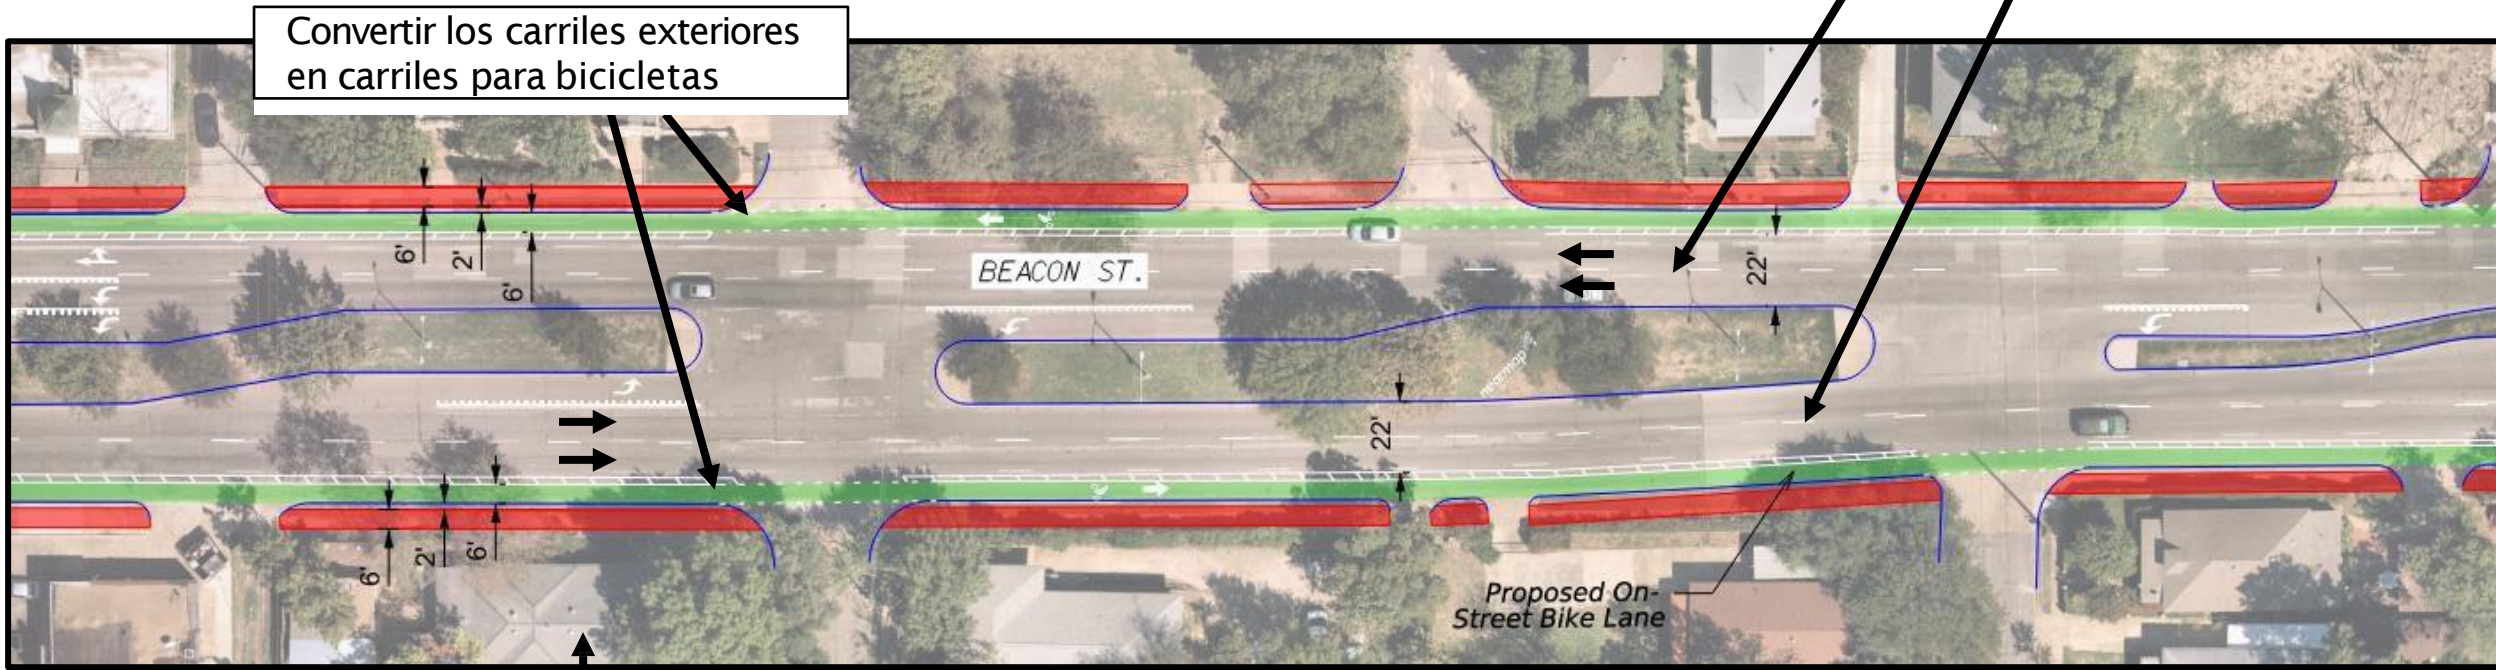 Convertir los carriles exteriores
en carriles para bicicletas
6'
2'
6'
BEACON ST.
22'
22'
6'
2'
6'
Proposed On-
Street Bike Lane